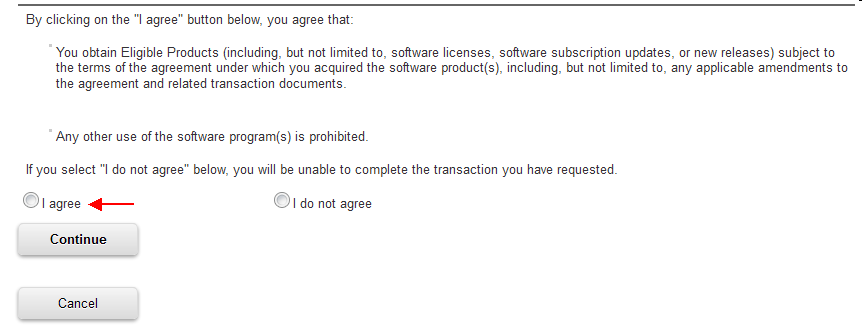 By clicking on the "I agree" button below, you agree that:
You obtain Eligible Products (including, but not limited to, software licenses, software subscription updates, or new releases) subject to
the terms of the agreement under which you acquired the software product(s), including, but not limited to, any applicable amendments to
the agreement and related transaction documents.
Any other use of the software program(s) is prohibited.
If you select "I do not agree" below, you will be unable to complete the transaction you have requested.
I agree I do not agree
Continue
Cancel